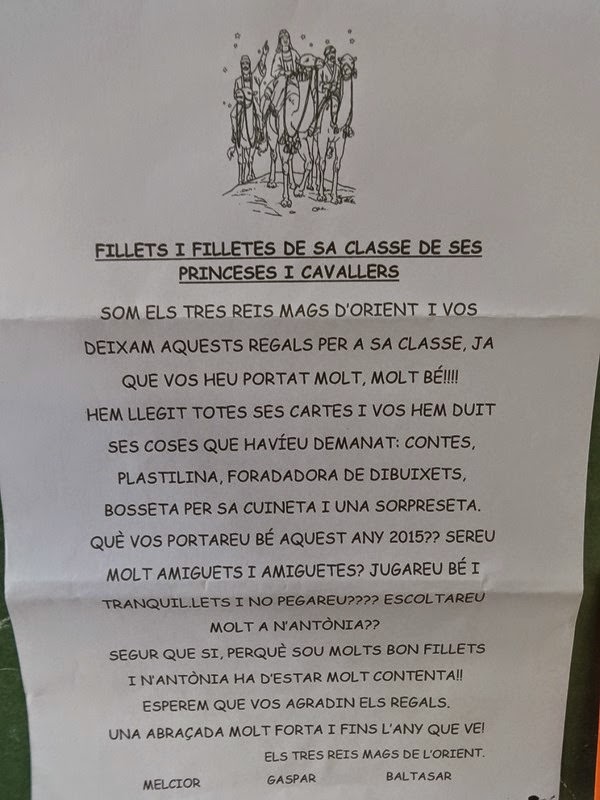 FILLETS I FILLETES DE SA CLASSE DE SES
PRINCESES I CAVALLERS
SOM ELS TRES REIS MAGS D'ORIENT I VOS
DEIXAM AQUESTS REGALS PER A SA CLASSE, JA
QUE VOS HEU PORTAT MOLT, MOLT BÉ!!!!
HEM LLEGIT TOTES SES CARTES I VOS HEM DUIT
SES COSES QUE HAVÍEU DEMANAT: CONTES,
PLASTILINA, FORADADORA DE DIBUIXETS,
BOSSETA PER SA CUINETA I UNA SORPRESETA.
QUÈ VOS PORTAREU BÉ AQUEST ANY 2015?? SEREU
MOLT AMIGUETS I AMIGUETES? JUGAREU BÉ I
TRANQUIL.LETS I NO PEGAREU???? ESCOLTAREU
MOLT A N'ANTÒNIA??
SEGUR QUE SI, PERQUÈ SOU MOLTS BON FILLETS
I N'ANTÒNIA HA D'ESTAR MOLT CONTENTA!!
ESPEREM QUE VOS AGRADIN ELS REGALS.
UNA ABRAÇADA MOLT FORTA I FINS L'ANY QUE VE!
ELS TRES REIS MAGS DE L'ORIENT.
MELCIOR GASPAR BALTASAR